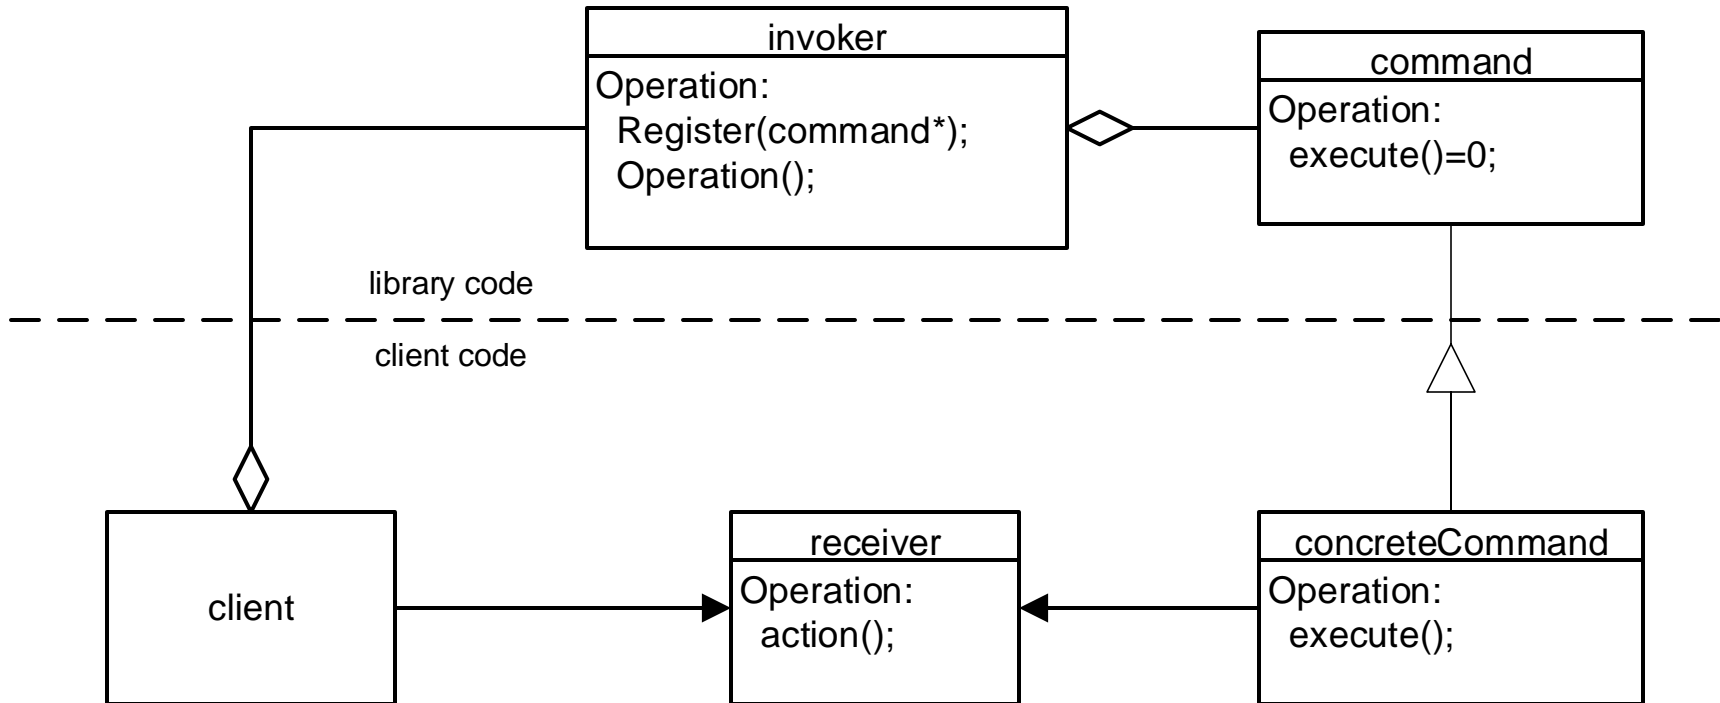 invoker
Operation:
Register(command*);
Operation();
command
Operation:
execute()=0;
library code
client code
client
receiver
Operation:
action();
concreteCommand
Operation:
execute();